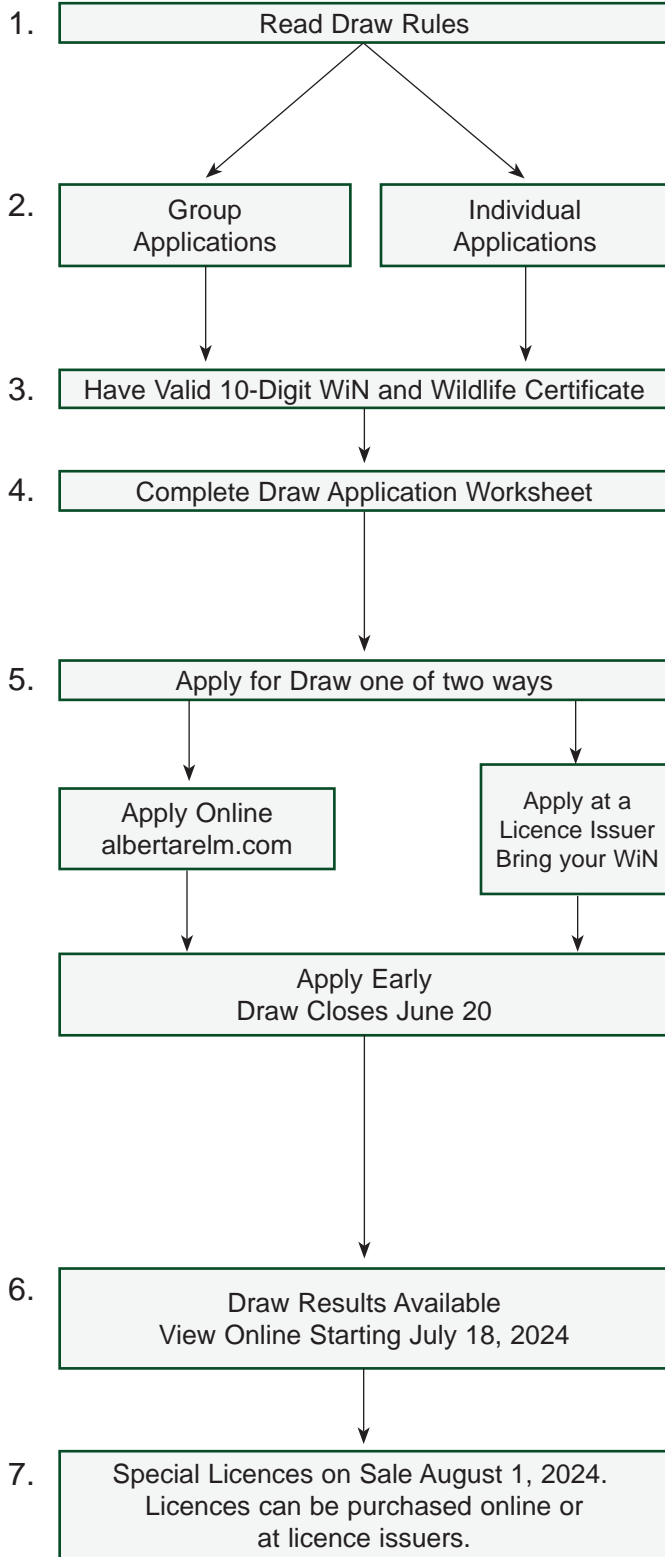 1.
Read Draw Rules
2.
Group
Applications
Individual
Applications
3.
Have Valid 10-Digit WiN and Wildlife Certificate
4.
Complete Draw Application Worksheet
5.
Apply for Draw one of two ways
Apply Online
albertarelm.com
Apply at a
Licence Issuer
Bring your WiN
Apply Early
Draw Closes June 20
6.
Draw Results Available
View Online Starting July 18, 2024
7.
Special Licences on Sale August 1, 2024.
Licences can be purchased online or
at licence issuers.